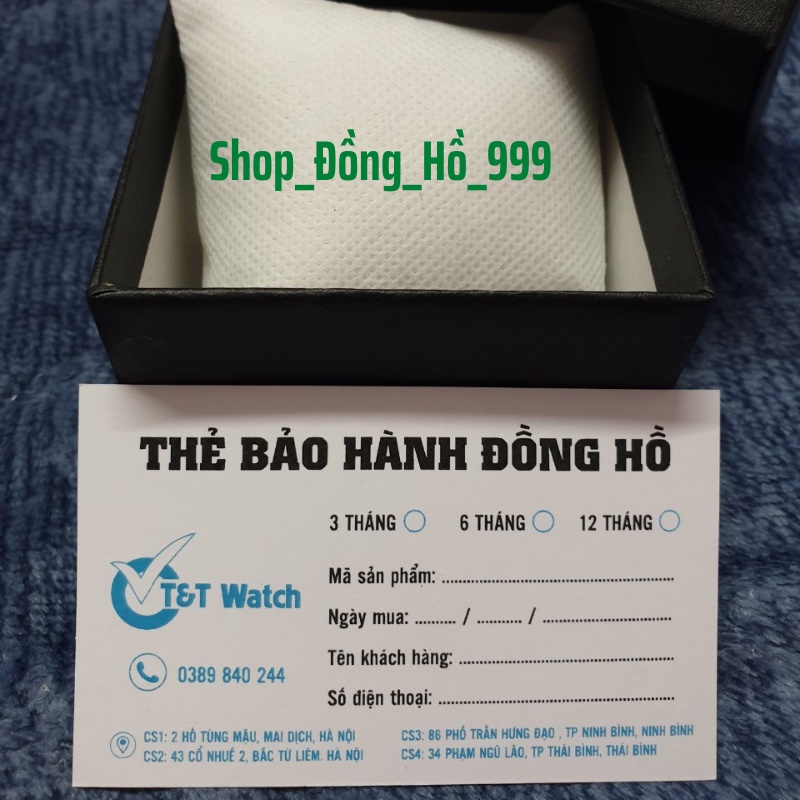 Shop_Đồng_Hồ_999
THẺ BẢO HÀNH ĐỒNG HỒ
3 THÁNG 6 THÁNG 12 THÁNG
T&T Watch
0389 840 244
Mã sản phẩm: ........................................................
Ngày mua: .......... / ........... / ................................
Tên khách hàng: .....................................................
Số điện thoại: .........................................................
CS1: 2 HỒ TÙNG MẬU, MAI DỊCH, HÀ NỘI
CS2: 43 CỔ NHUẾ 2, BẮC TỪ LIÊM. HÀ NỘI
CS3: 86 PHỐ TRẦN HƯNG ĐẠO , TP NINH BÌNH, NINH BÌNH
CS4: 34 PHẠM NGŨ LÃO, TP THÁI BÌNH, THÁI BÌNH